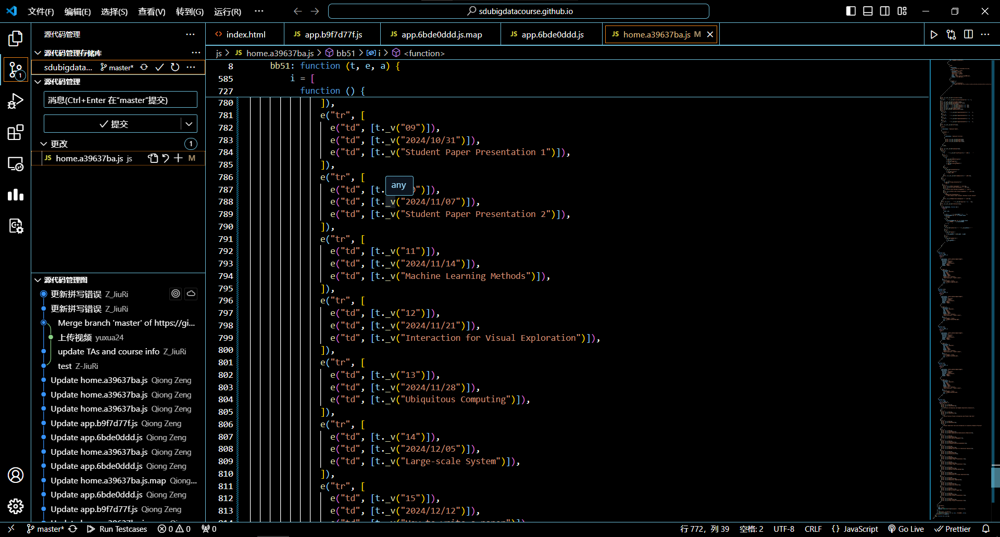 文件(F) 编辑(E) 选择(S) 查看(V) 转到(G) 运行(R) ··· sdubigdatacourse.github.io
源代码管理
源代码管理存储库
sdubigdata... master*
源代码管理
消息(Ctrl+Enter 在“master”提交)
提交
更改 1
JS home.a39637ba.js js M
源代码管理图
更新拼写错误 Z_JiuRi
更新拼写错误 Z_JiuRi
Merge branch 'master' of https://gi...
上传视频 yuxua24
update TAs and course info Z_JiuRi
test Z-JiuRi
Update home.a39637ba.js Qiong Zeng
Update home.a39637ba.js Qiong Zeng
Update home.a39637ba.js Qiong Zeng
Update app.b9f7d77f.js Qiong Zeng
Update app.6bde0ddd.js Qiong Zeng
Update home.a39637ba.js Qiong Zeng
Update app.6bde0ddd.js Qiong Zeng
Update home.a39637ba.js.map Qiong...
Update app.6bde0ddd.js Qiong Zeng
Update app.b9f7d77f.js Qiong Zeng
index.html JS app.b9f7d77f.js JS app.6bde0ddd.js.map JS app.6bde0ddd.js JS home.a39637ba.js M
js > JS home.a39637ba.js > bb51 > i > <function>
8 bb51: function (t, e, a) {
585 i = [
727 function () {
780 ]),
781 e("tr", [
782 e("td", [t._v("09")]),
783 e("td", [t._v("2024/10/31")]),
784 e("td", [t._v("Student Paper Presentation 1")]),
785 ]),
786 e("tr", [
any
787 e("td", [t. 0")]),
788 e("td", [t._v("2024/11/07")]),
789 e("td", [t._v("Student Paper Presentation 2")]),
790 ]),
791 e("tr", [
792 e("td", [t._v("11")]),
793 e("td", [t._v("2024/11/14")]),
794 e("td", [t._v("Machine Learning Methods")]),
795 ]),
796 e("tr", [
797 e("td", [t._v("12")]),
798 e("td", [t._v("2024/11/21")]),
799 e("td", [t._v("Interaction for Visual Exploration")]),
800 ]),
801 e("tr", [
802 e("td", [t._v("13")]),
803 e("td", [t._v("2024/11/28")]),
804 e("td", [t._v("Ubiquitous Computing")]),
805 ]),
806 e("tr", [
807 e("td", [t._v("14")]),
808 e("td", [t._v("2024/12/05")]),
809 e("td", [t._v("Large-scale System")]),
810 ]),
811 e("tr", [
812 e("td", [t._v("15")]),
813 e("td", [t._v("2024/12/12")]),
master* Run Testcases 0 0 0 行 772，列 39 空格: 2 UTF-8 CRLF {} JavaScript Go Live Prettier